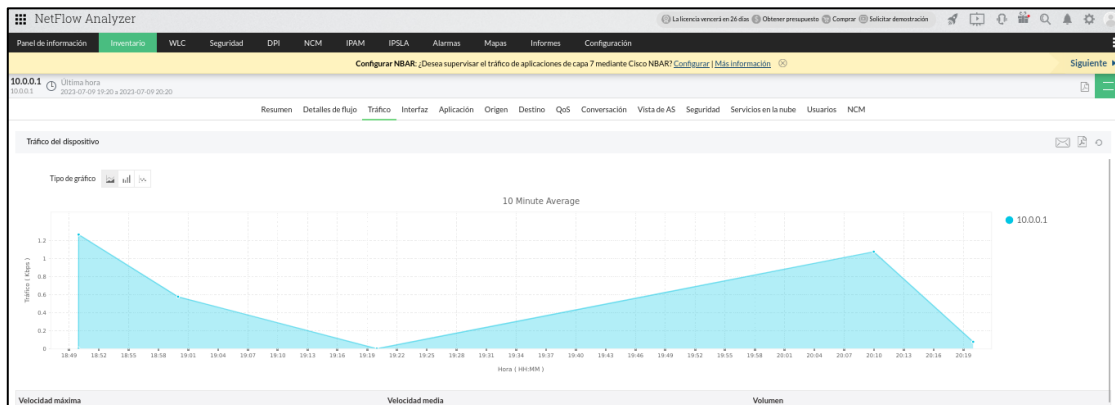 NetFlow Analyzer
La licencia vencerá en 26 días Obtener presupuesto Comprar Solicitar demostración
Panel de información Inventario WLC Seguridad DPI NCM IPAM IPSLA Alarmas Mapas Informes Configuración
Configurar NBAR: ¿Desea supervisar el tráfico de aplicaciones de capa 7 mediante Cisco NBAR? Configurar | Más información
Siguiente
10.0.0.1 Última hora
10.0.0.1 2023-07-09 19:20 a 2023-07-09 20:20
Resumen Detalles de flujo Tráfico Interfaz Aplicación Origen Destino QoS Conversación Vista de AS Seguridad Servicios en la nube Usuarios NCM
Tráfico del dispositivo
Tipo de gráfico
10 Minute Average
10.0.0.1
1.2
1
0.8
0.6
0.4
0.2
0
Tráfico ( Kbps )
18:49 18:52 18:55 18:58 19:01 19:04 19:07 19:10 19:13 19:16 19:19 19:22 19:25 19:28 19:31 19:34 19:37 19:40 19:43 19:46 19:49 19:52 19:55 19:58 20:01 20:04 20:07 20:10 20:13 20:16 20:19
Hora ( HH:MM )
Velocidad máxima Velocidad media Volumen